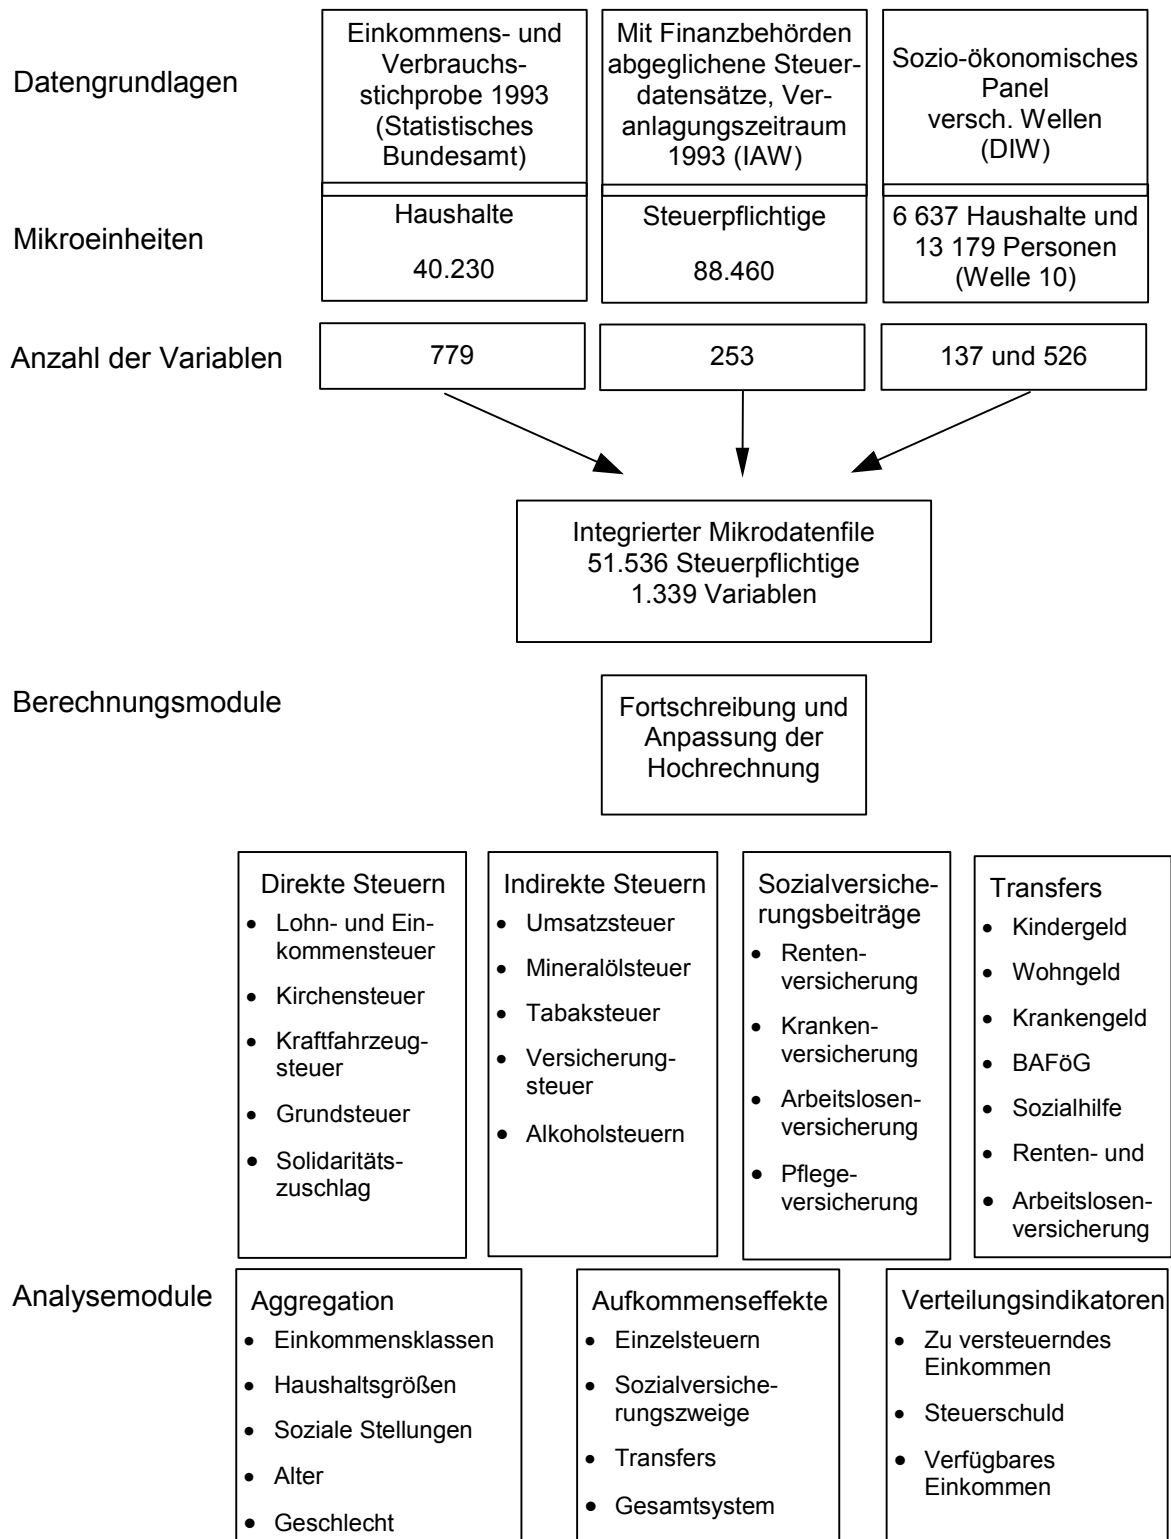 Datengrundlagen
Einkommens- und
Verbrauchs-
stichprobe 1993
(Statistisches
Bundesamt)
Mit Finanzbehörden
abgeglichene Steuer-
datensätze, Ver-
anlagungszeitraum
1993 (IAW)
Sozio-ökonomisches
Panel
versch. Wellen
(DIW)
Mikroeinheiten
Haushalte
40.230
Steuerpflichtige
88.460
6 637 Haushalte und
13 179 Personen
(Welle 10)
Anzahl der Variablen
779
253
137 und 526
Integrierter Mikrodatenfile
51.536 Steuerpflichtige
1.339 Variablen
Berechnungsmodule
Fortschreibung und
Anpassung der
Hochrechnung
Direkte Steuern
• Lohn- und Ein-
kommensteuer
• Kirchensteuer
• Kraftfahrzeug-
steuer
• Grundsteuer
• Solidaritäts-
zuschlag
Indirekte Steuern
• Umsatzsteuer
• Mineralölsteuer
• Tabaksteuer
• Versicherung-
steuer
• Alkoholsteuern
Sozialversiche-
rungsbeiträge
• Renten-
versicherung
• Kranken-
versicherung
• Arbeitslosen-
versicherung
• Pflege-
versicherung
Transfers
• Kindergeld
• Wohngeld
• Krankengeld
• BAFöG
• Sozialhilfe
• Renten- und
• Arbeitslosen-
versicherung
Analysemodule
Aggregation
• Einkommensklassen
• Haushaltsgrößen
• Soziale Stellungen
• Alter
• Geschlecht
Aufkommenseffekte
• Einzelsteuern
• Sozialversiche-
rungszweige
• Transfers
• Gesamtsystem
Verteilungsindikatoren
• Zu versteuerndes
Einkommen
• Steuerschuld
• Verfügbares
Einkommen